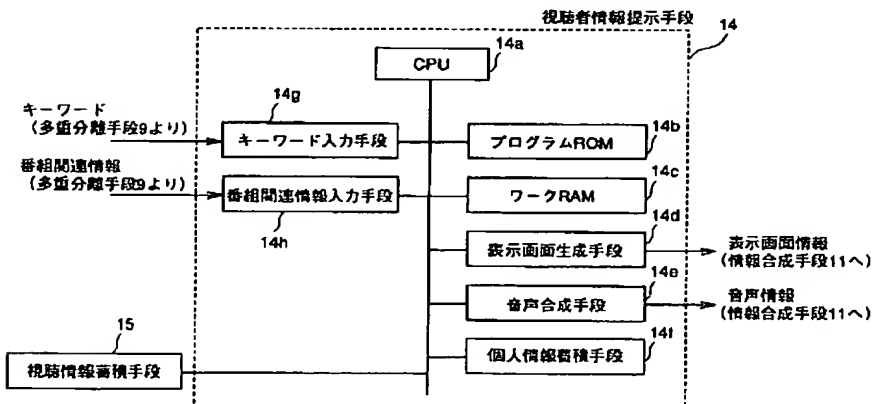 視聴者情報提示手段
14
14a
CPU
14g
キーワード
(多重分離手段9より)
キーワード入力手段
14b
プログラムROM
番組関連情報
(多重分離手段9より)
番組関連情報入力手段
14h
14c
ワークRAM
14d
表示画面生成手段
表示画面情報
(情報合成手段11へ)
14e
音声合成手段
音声情報
(情報合成手段11へ)
14f
個人情報蓄積手段
15
視聴情報蓄積手段